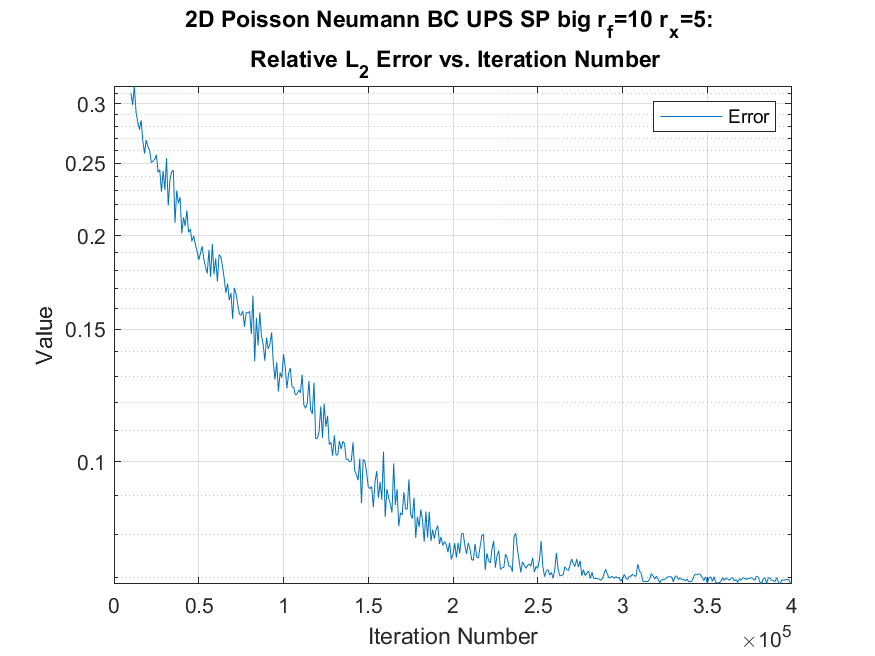 2D Poisson Neumann BC UPS SP big r_f=10 r_x=5:
Relative L_2 Error vs. Iteration Number
Error
0.3
0.25
0.2
0.15
0.1
Value
0 0.5 1 1.5 2 2.5 3 3.5 4
Iteration Number
×10^5